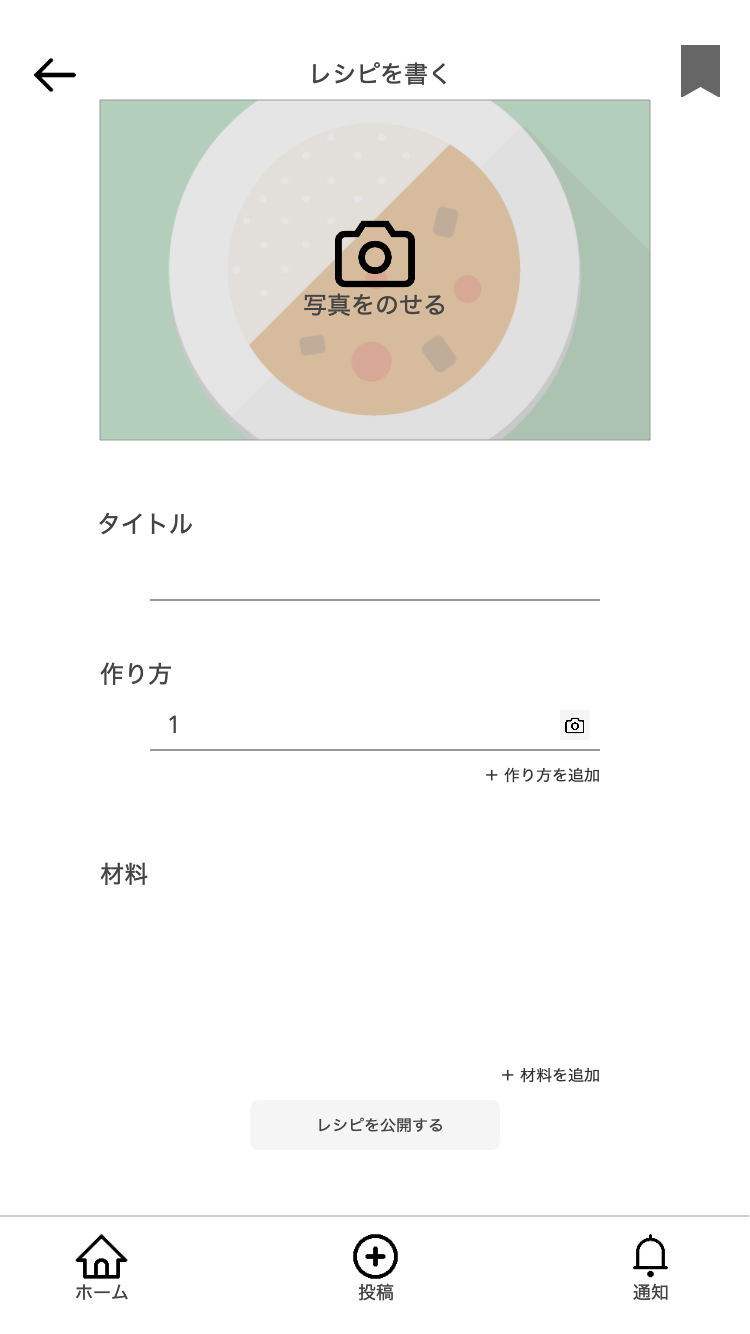 レシピを書く
写真をのせる
タイトル
作り方
1
+ 作り方を追加
材料
+ 材料を追加
レシピを公開する
ホーム
投稿
通知